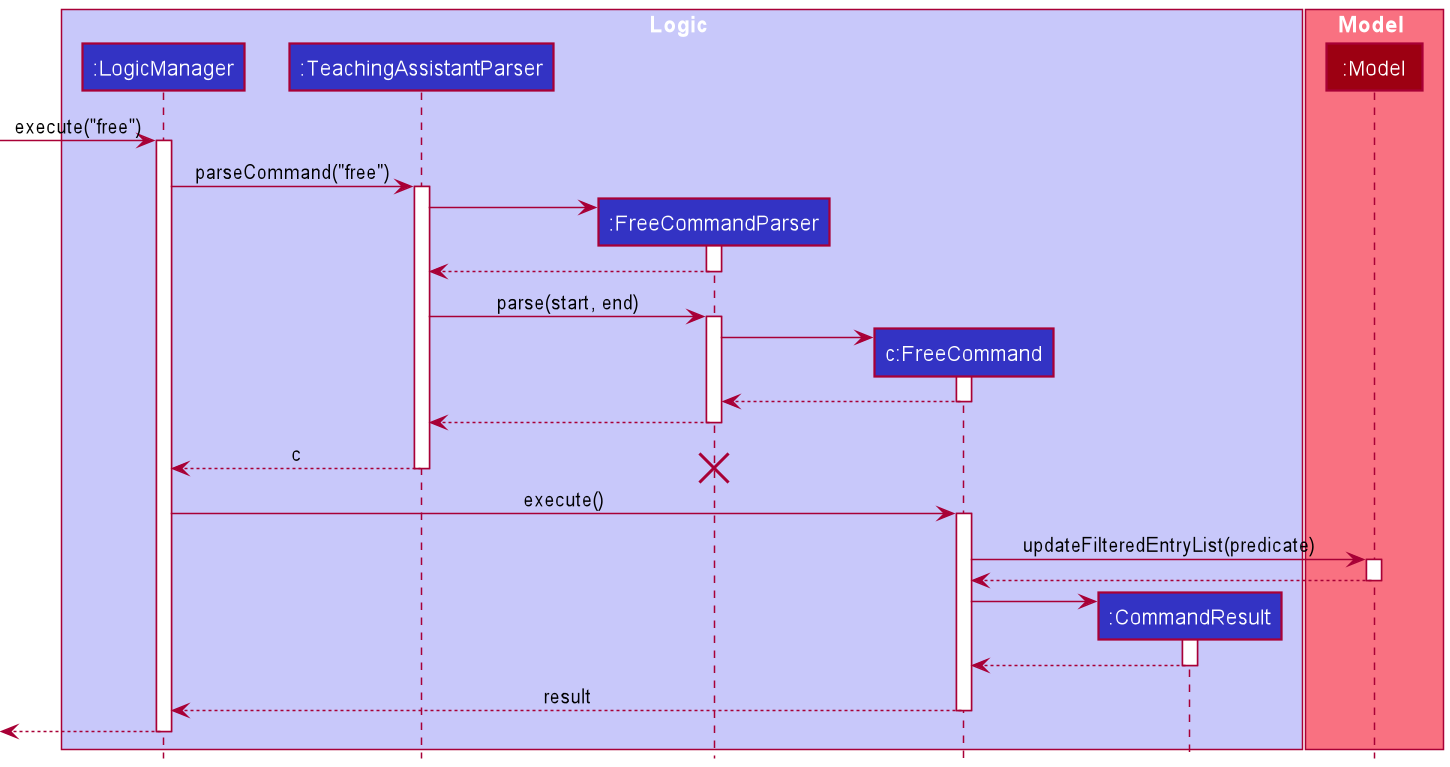 Logic
Model
:LogicManager
:TeachingAssistantParser
:Model
execute("free")
parseCommand("free")
:FreeCommandParser
parse(start, end)
c:FreeCommand
c
execute()
updateFilteredEntryList(predicate)
:CommandResult
result